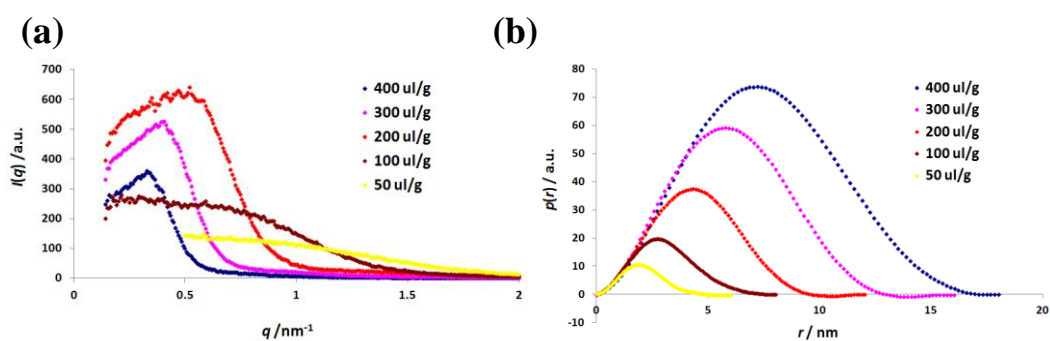 (a)
700
600
500
400
300
200
100
0
I(q) /a.u.
0
0.5
1
1.5
2
q /nm⁻¹
400 ul/g
300 ul/g
200 ul/g
100 ul/g
50 ul/g
(b)
80
70
60
50
40
30
20
10
0
-10
p(r) / a.u.
0
5
10
15
20
r / nm
400 ul/g
300 ul/g
200 ul/g
100 ul/g
50 ul/g